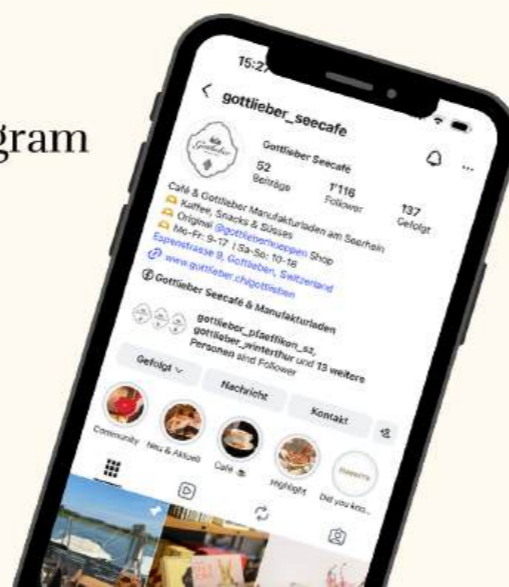 gram
15:27
gottlieber_seecafe
Gottlieber
Gottlieber Seecafé
52 1'116 137
Beiträge Follower Gefolgt
Café & Gottlieber Manufakturladen am Seerhein
Kaffee, Snacks & Süsses
Original @gottlieberhueppen Shop
Mo-Fr: 9-17 | Sa-So: 10-18
Espenstrasse 9, Gottlieben, Switzerland
www.gottlieber.ch/gottlieben
Gottlieber Seecafé & Manufakturladen
gottlieber_pfaeffikon_sz,
gottlieber_winterthur und 13 weitere
Personen sind Follower
Gefolgt Nachricht Kontakt
Community Neu & Aktuell Café ☕ Highlight Did you kno...